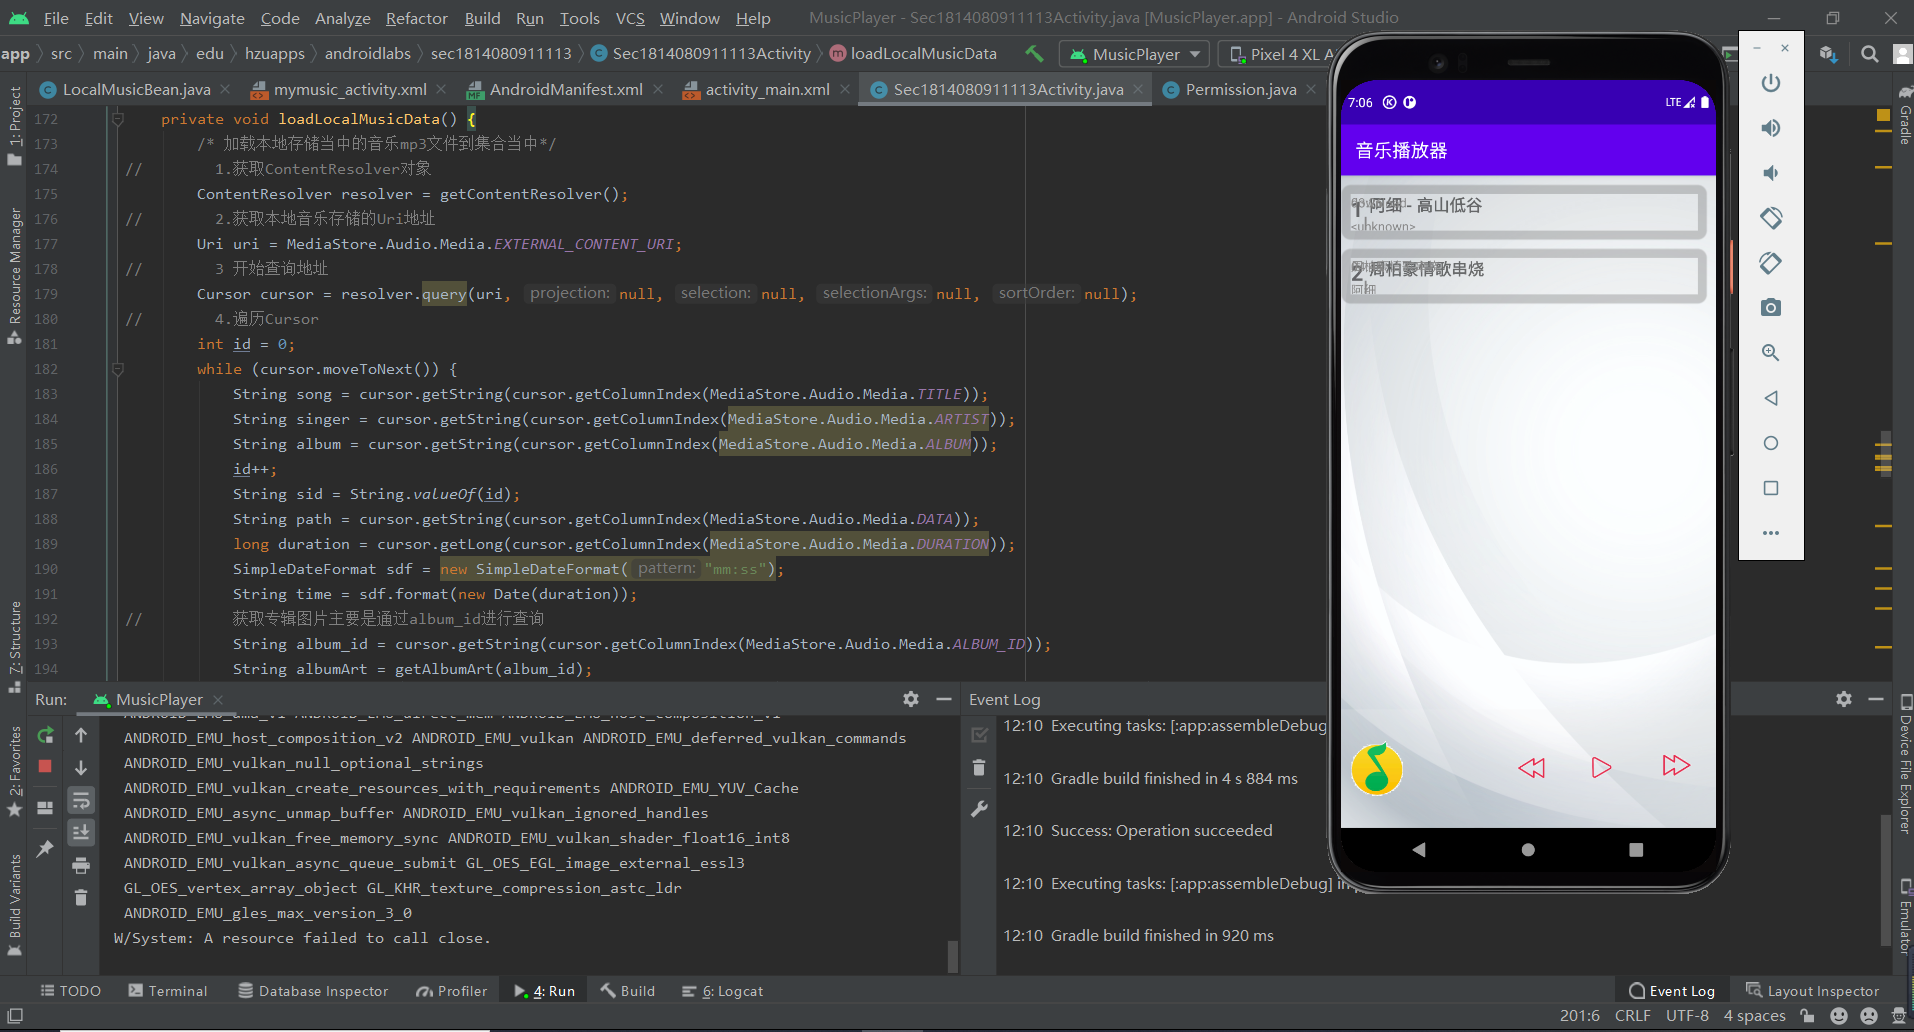 File Edit View Navigate Code Analyze Refactor Build Run Tools VCS Window Help MusicPlayer - Sec1814080911113Activity.java [MusicPlayer.app] - Android Studio
app src main java edu hzuapps androidlabs sec1814080911113 Sec1814080911113Activity loadLocalMusicData MusicPlayer Pixel 4 XL A
LocalMusicBean.java mymusic_activity.xml AndroidManifest.xml activity_main.xml Sec1814080911113Activity.java Permission.java
1: Project
Resource Manager
Z: Structure
2: Favorites
Build Variants
172 private void loadLocalMusicData() {
173 /* 加载本地存储当中的音乐mp3文件到集合当中*/
174 // 1.获取ContentResolver对象
175 ContentResolver resolver = getContentResolver();
176 // 2.获取本地音乐存储的Uri地址
177 Uri uri = MediaStore.Audio.Media.EXTERNAL_CONTENT_URI;
178 // 3 开始查询地址
179 Cursor cursor = resolver.query(uri, projection: null, selection: null, selectionArgs: null, sortOrder: null);
180 // 4.遍历Cursor
181 int id = 0;
182 while (cursor.moveToNext()) {
183 String song = cursor.getString(cursor.getColumnIndex(MediaStore.Audio.Media.TITLE));
184 String singer = cursor.getString(cursor.getColumnIndex(MediaStore.Audio.Media.ARTIST));
185 String album = cursor.getString(cursor.getColumnIndex(MediaStore.Audio.Media.ALBUM));
186 id++;
187 String sid = String.valueOf(id);
188 String path = cursor.getString(cursor.getColumnIndex(MediaStore.Audio.Media.DATA));
189 long duration = cursor.getLong(cursor.getColumnIndex(MediaStore.Audio.Media.DURATION));
190 SimpleDateFormat sdf = new SimpleDateFormat( pattern: "mm:ss");
191 String time = sdf.format(new Date(duration));
192 // 获取专辑图片主要是通过album_id进行查询
193 String album_id = cursor.getString(cursor.getColumnIndex(MediaStore.Audio.Media.ALBUM_ID));
194 String albumArt = getAlbumArt(album_id);
7:06 LTE
音乐播放器
1 阿细 - 高山低谷
<unknown>
2 周柏豪情歌串烧
阿细
Gradle
Device File Explorer
Emulator
Run: MusicPlayer
ANDROID_EMU_host_composition_v2 ANDROID_EMU_vulkan ANDROID_EMU_deferred_vulkan_commands
ANDROID_EMU_vulkan_null_optional_strings
ANDROID_EMU_vulkan_create_resources_with_requirements ANDROID_EMU_YUV_Cache
ANDROID_EMU_async_unmap_buffer ANDROID_EMU_vulkan_ignored_handles
ANDROID_EMU_vulkan_free_memory_sync ANDROID_EMU_vulkan_shader_float16_int8
ANDROID_EMU_vulkan_async_queue_submit GL_OES_EGL_image_external_essl3
GL_OES_vertex_array_object GL_KHR_texture_compression_astc_ldr
ANDROID_EMU_gles_max_version_3_0
W/System: A resource failed to call close.
Event Log
12:10 Executing tasks: [:app:assembleDebug
12:10 Gradle build finished in 4 s 884 ms
12:10 Success: Operation succeeded
12:10 Executing tasks: [:app:assembleDebug] in
12:10 Gradle build finished in 920 ms
TODO Terminal Database Inspector Profiler 4: Run Build 6: Logcat Event Log Layout Inspector
201:6 CRLF UTF-8 4 spaces